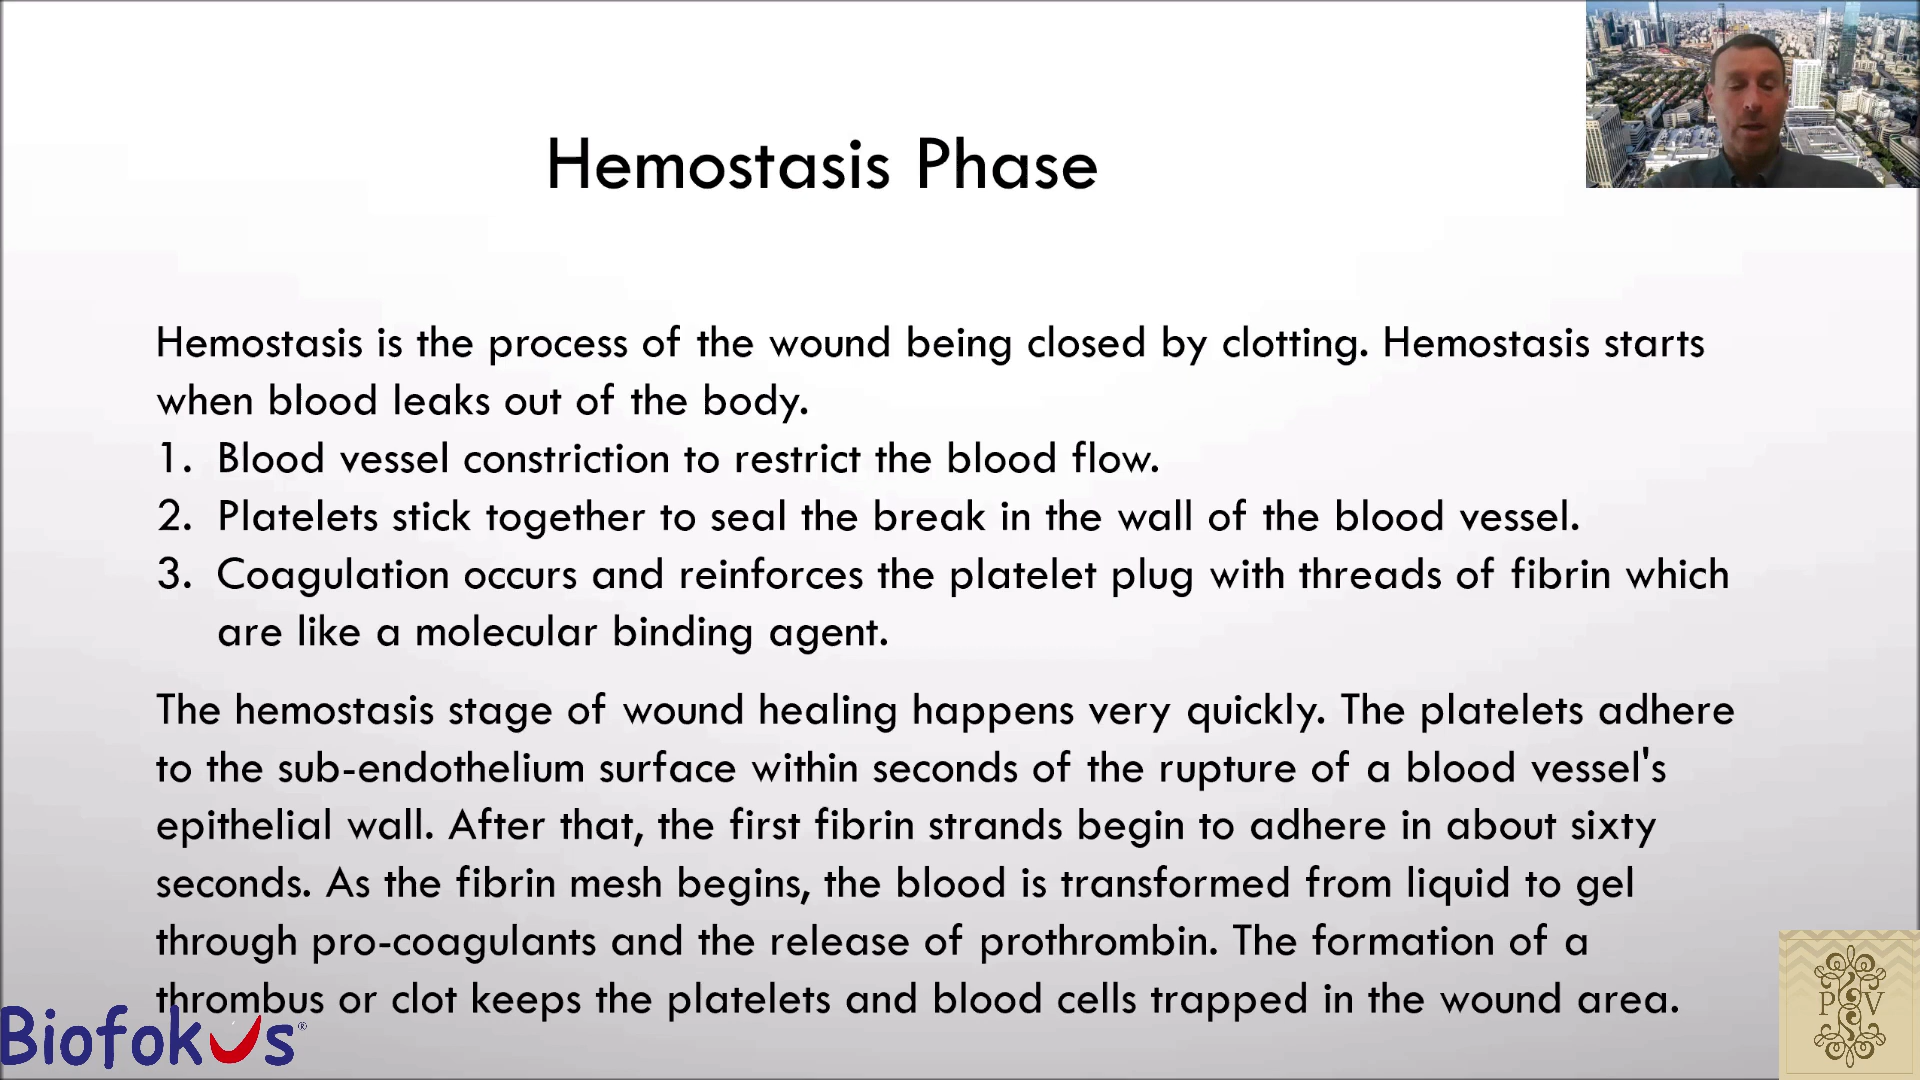 Hemostasis Phase
Hemostasis is the process of the wound being closed by clotting. Hemostasis starts
when blood leaks out of the body.
1. Blood vessel constriction to restrict the blood flow.
2. Platelets stick together to seal the break in the wall of the blood vessel.
3. Coagulation occurs and reinforces the platelet plug with threads of fibrin which
are like a molecular binding agent.
The hemostasis stage of wound healing happens very quickly. The platelets adhere
to the sub-endothelium surface within seconds of the rupture of a blood vessel's
epithelial wall. After that, the first fibrin strands begin to adhere in about sixty
seconds. As the fibrin mesh begins, the blood is transformed from liquid to gel
through pro-coagulants and the release of prothrombin. The formation of a
thrombus or clot keeps the platelets and blood cells trapped in the wound area.
Biofokus®
P S V